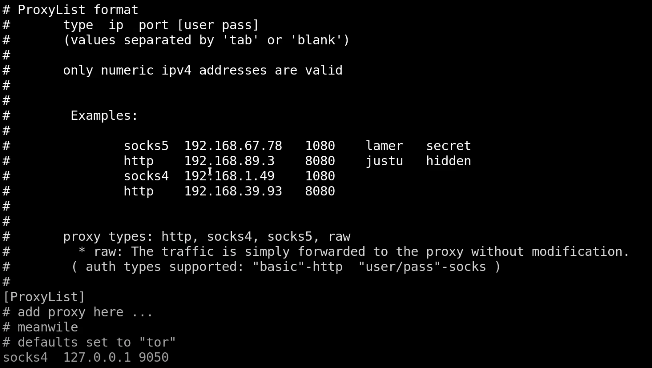 # ProxyList format
#       type  ip  port [user pass]
#       (values separated by 'tab' or 'blank')
#
#       only numeric ipv4 addresses are valid
#
#
#        Examples:
#
#               socks5  192.168.67.78   1080    lamer   secret
#               http    192.168.89.3    8080    justu   hidden
#               socks4  192.168.1.49    1080
#               http    192.168.39.93   8080
#
#
#       proxy types: http, socks4, socks5, raw
#         * raw: The traffic is simply forwarded to the proxy without modification.
#        ( auth types supported: "basic"-http  "user/pass"-socks )
#
[ProxyList]
# add proxy here ...
# meanwile
# defaults set to "tor"
socks4  127.0.0.1 9050